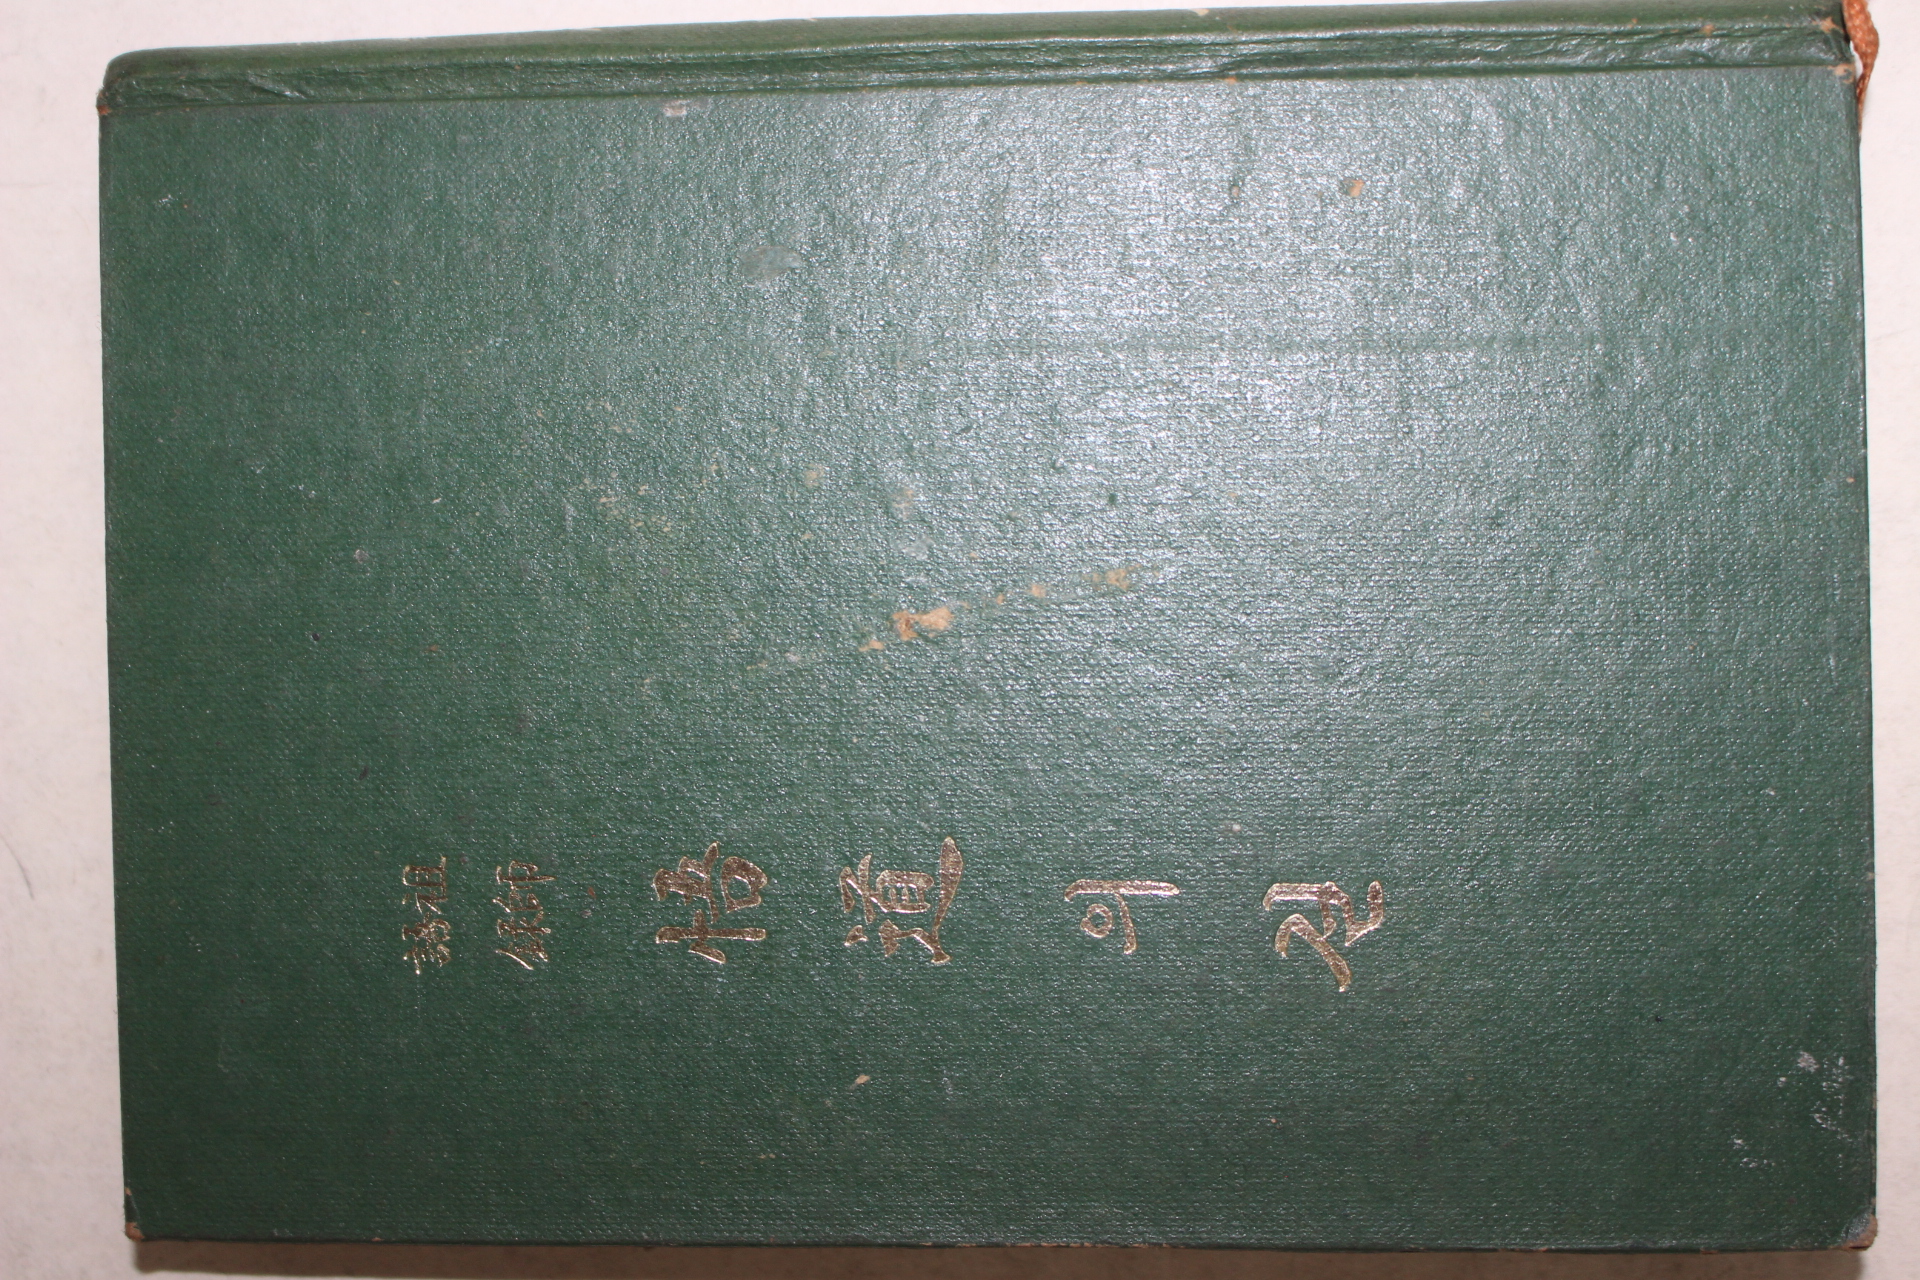 祖師
語錄
悟道의 길